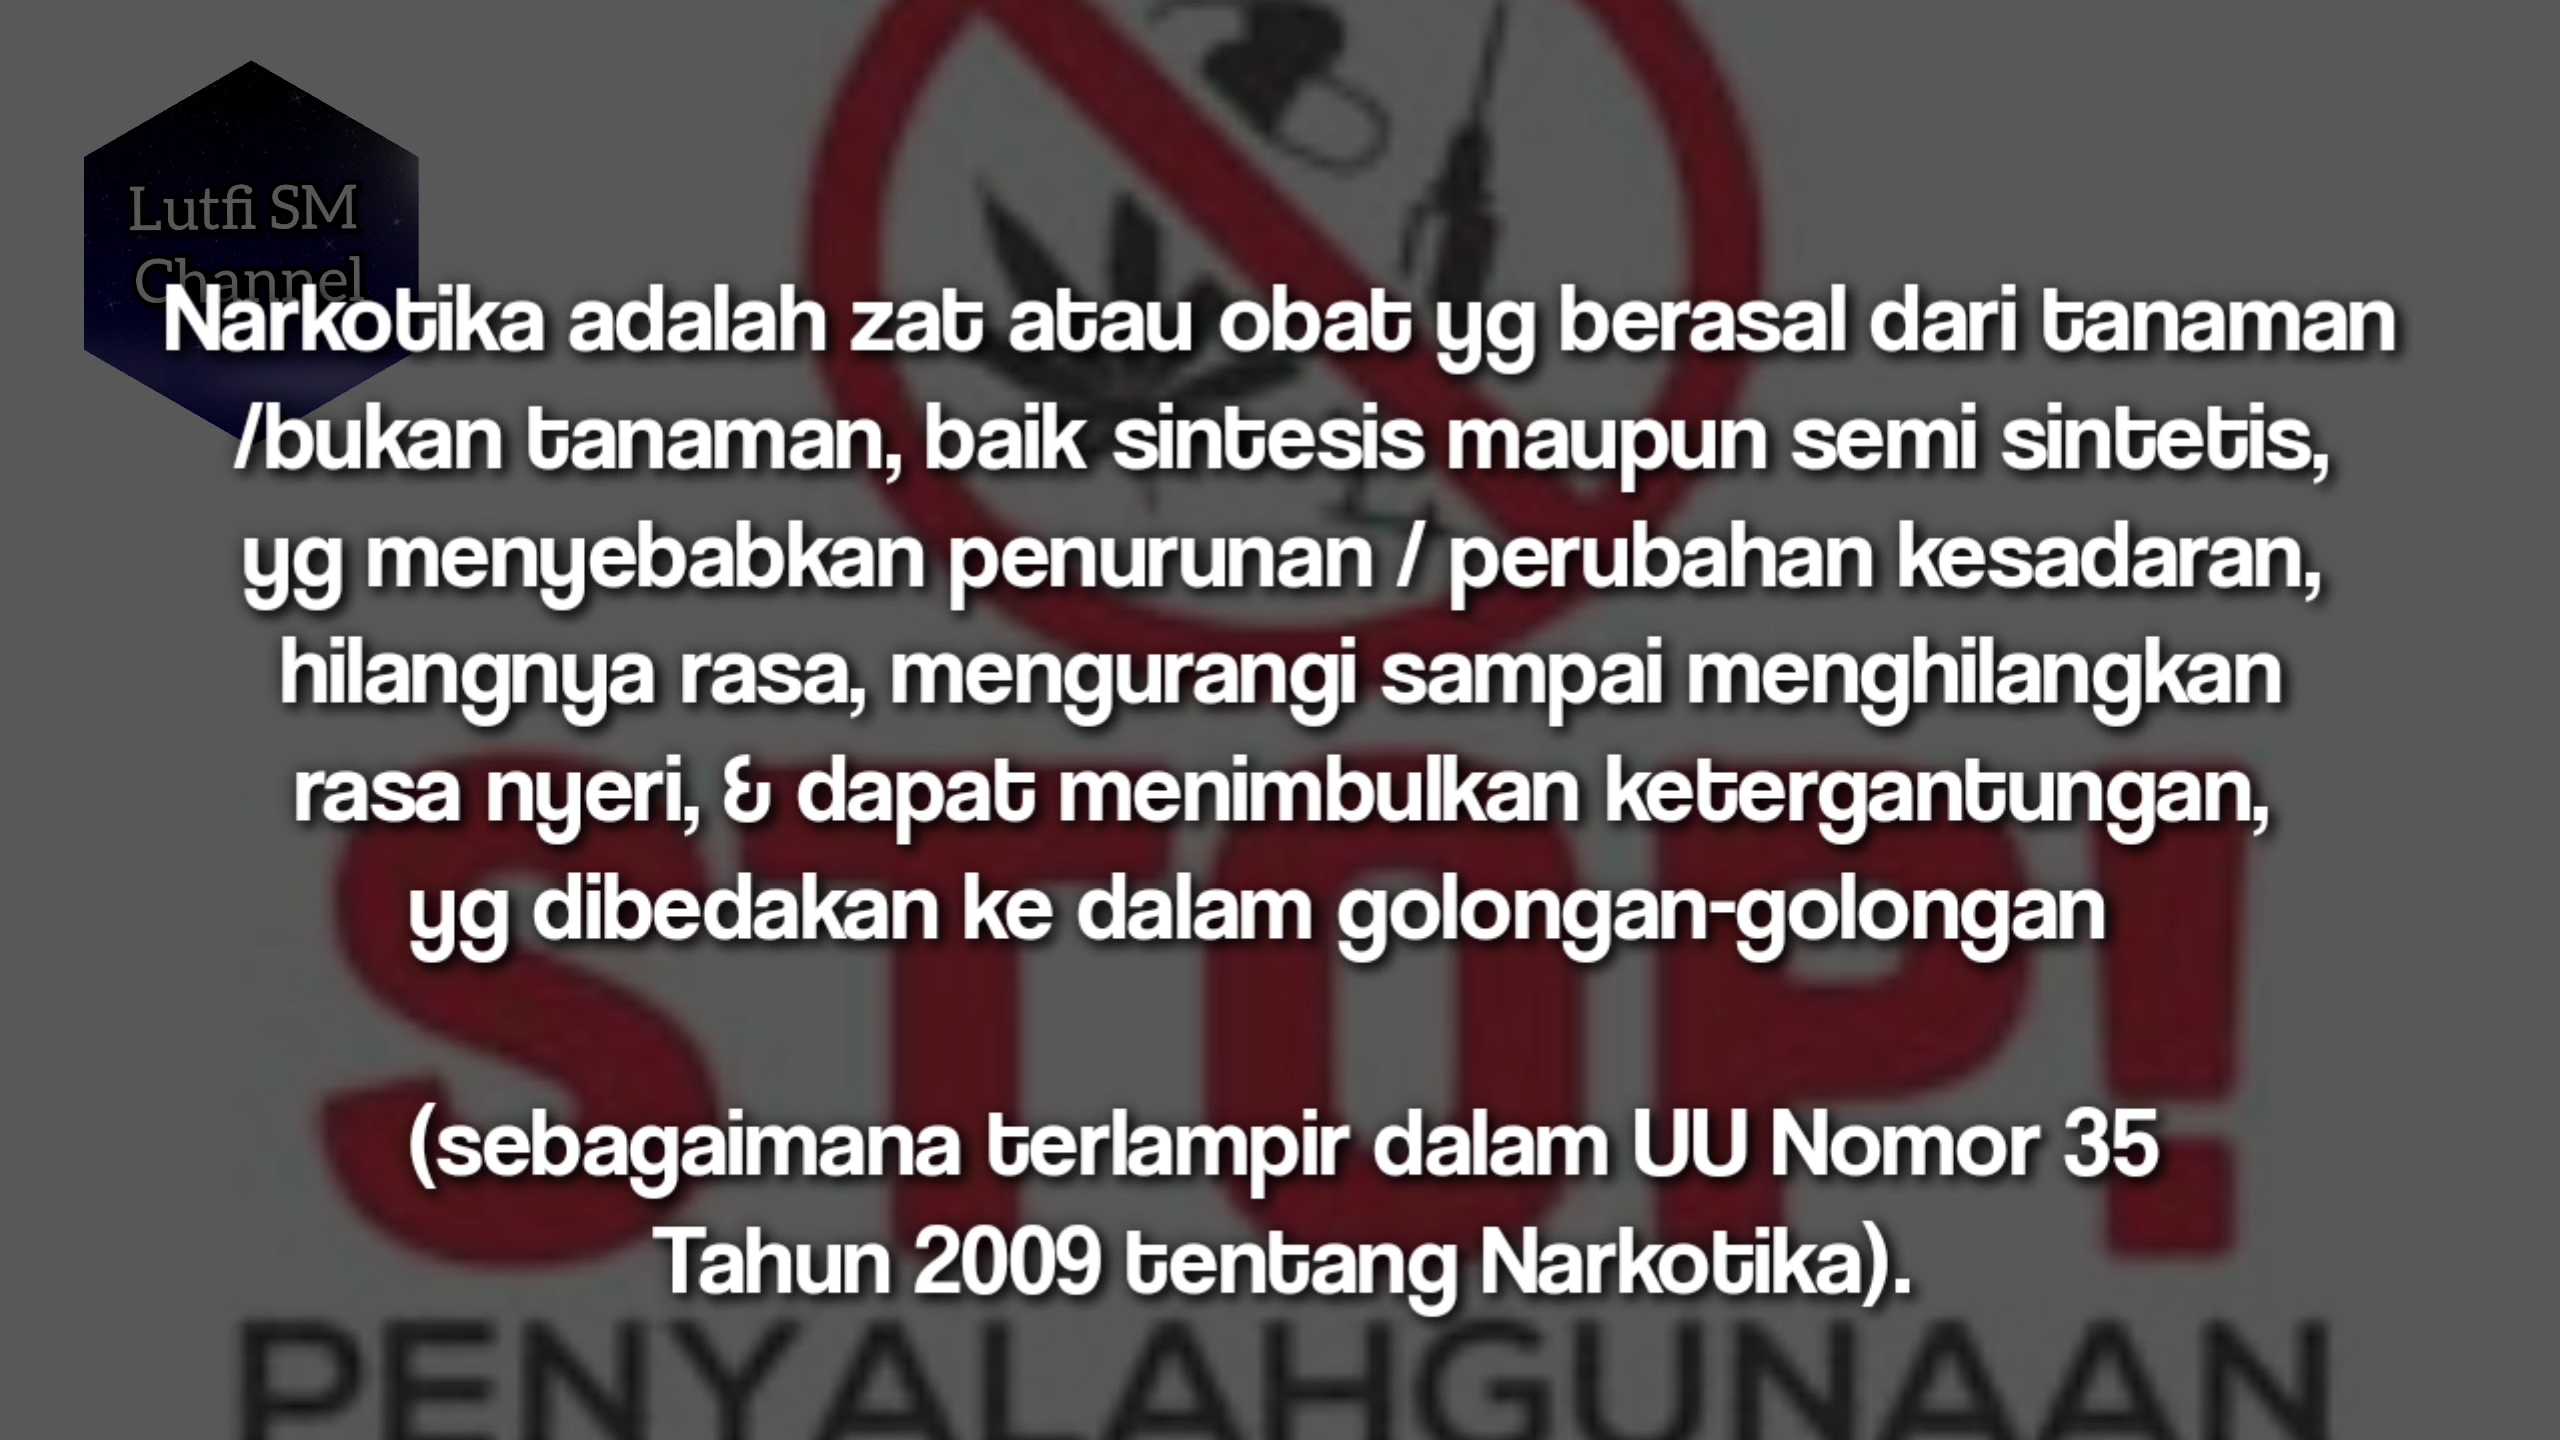 Lutfi SM
Channel
Narkotika adalah zat atau obat yg berasal dari tanaman
/bukan tanaman, baik sintesis maupun semi sintetis,
yg menyebabkan penurunan / perubahan kesadaran,
hilangnya rasa, mengurangi sampai menghilangkan
rasa nyeri, & dapat menimbulkan ketergantungan,
yg dibedakan ke dalam golongan-golongan
STOP!
(sebagaimana terlampir dalam UU Nomor 35
Tahun 2009 tentang Narkotika).
PENYALAHGUNAAN